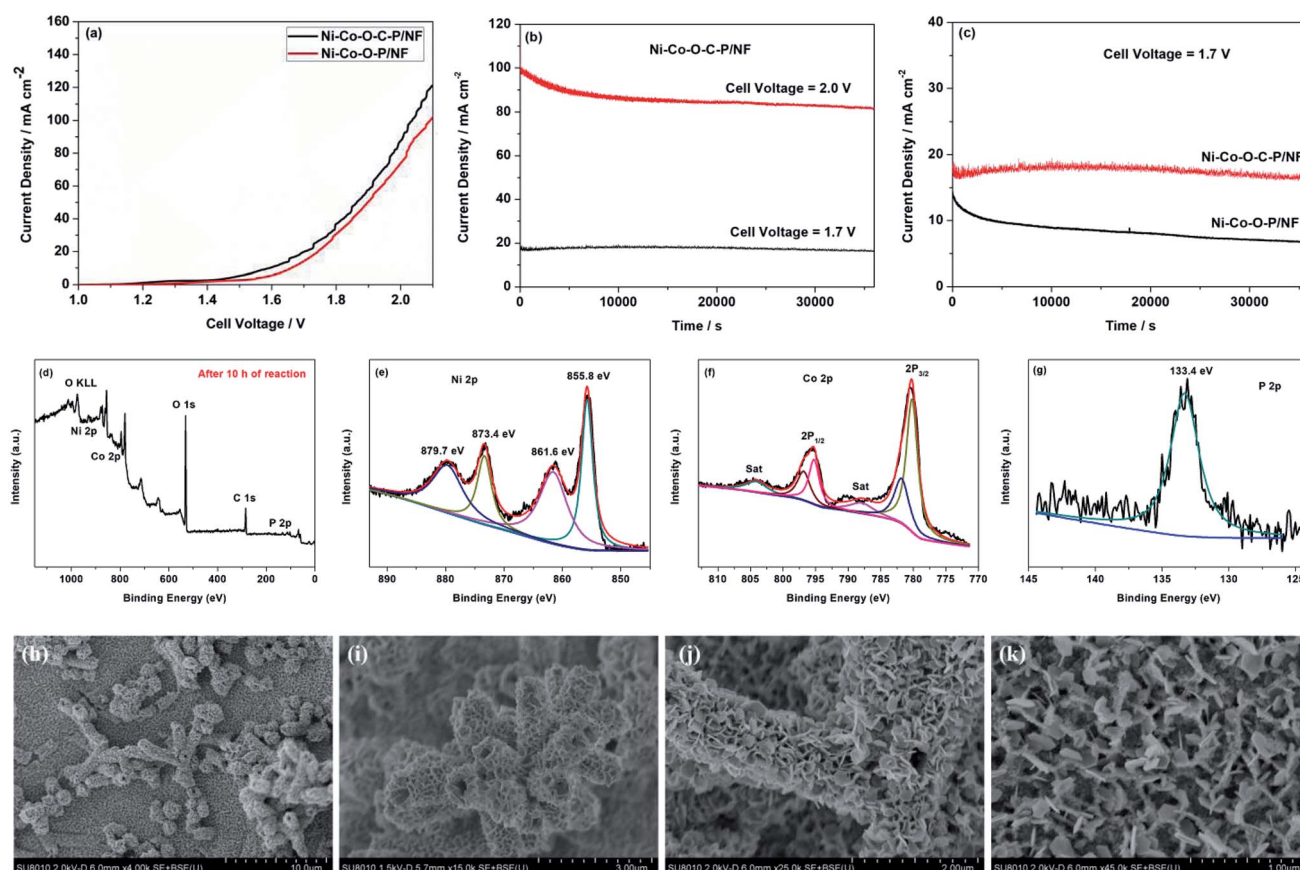 (a)
Ni-Co-O-C-P/NF
Ni-Co-O-P/NF
Current Density / mA cm⁻²
160
140
120
100
80
60
40
20
0
1.0 1.2 1.4 1.6 1.8 2.0
Cell Voltage / V
(b)
Ni-Co-O-C-P/NF
Cell Voltage = 2.0 V
Cell Voltage = 1.7 V
Current Density / mA cm⁻²
120
100
80
60
40
20
0
0 10000 20000 30000
Time / s
(c)
Cell Voltage = 1.7 V
Ni-Co-O-C-P/NF
Ni-Co-O-P/NF
Current Density / mA cm⁻²
40
30
20
10
0
0 10000 20000 30000
Time / s
(d)
After 10 h of reaction
O KLL
Ni 2p
Co 2p
O 1s
C 1s
P 2p
Intensity (a.u.)
1000 800 600 400 200 0
Binding Energy (eV)
(e)
Ni 2p
855.8 eV
873.4 eV
879.7 eV
861.6 eV
Intensity (a.u.)
890 880 870 860 850
Binding Energy (eV)
(f)
Co 2p
2P3/2
2P1/2
Sat
Sat
Intensity (a.u.)
810 805 800 795 790 785 780 775 770
Binding Energy (eV)
(g)
133.4 eV
P 2p
Intensity (a.u.)
145 140 135 130 125
Binding Energy (eV)
(h)
SU8010 2.0kV-D 6.0mm x4.00k SE+BSE(U) 10.0µm
(i)
SU8010 1.5kV-D 5.7mm x15.0k SE+BSE(U) 3.00µm
(j)
SU8010 2.0kV-D 6.0mm x25.0k SE+BSE(U) 2.00µm
(k)
SU8010 2.0kV-D 6.0mm x45.0k SE+BSE(U) 1.00µm